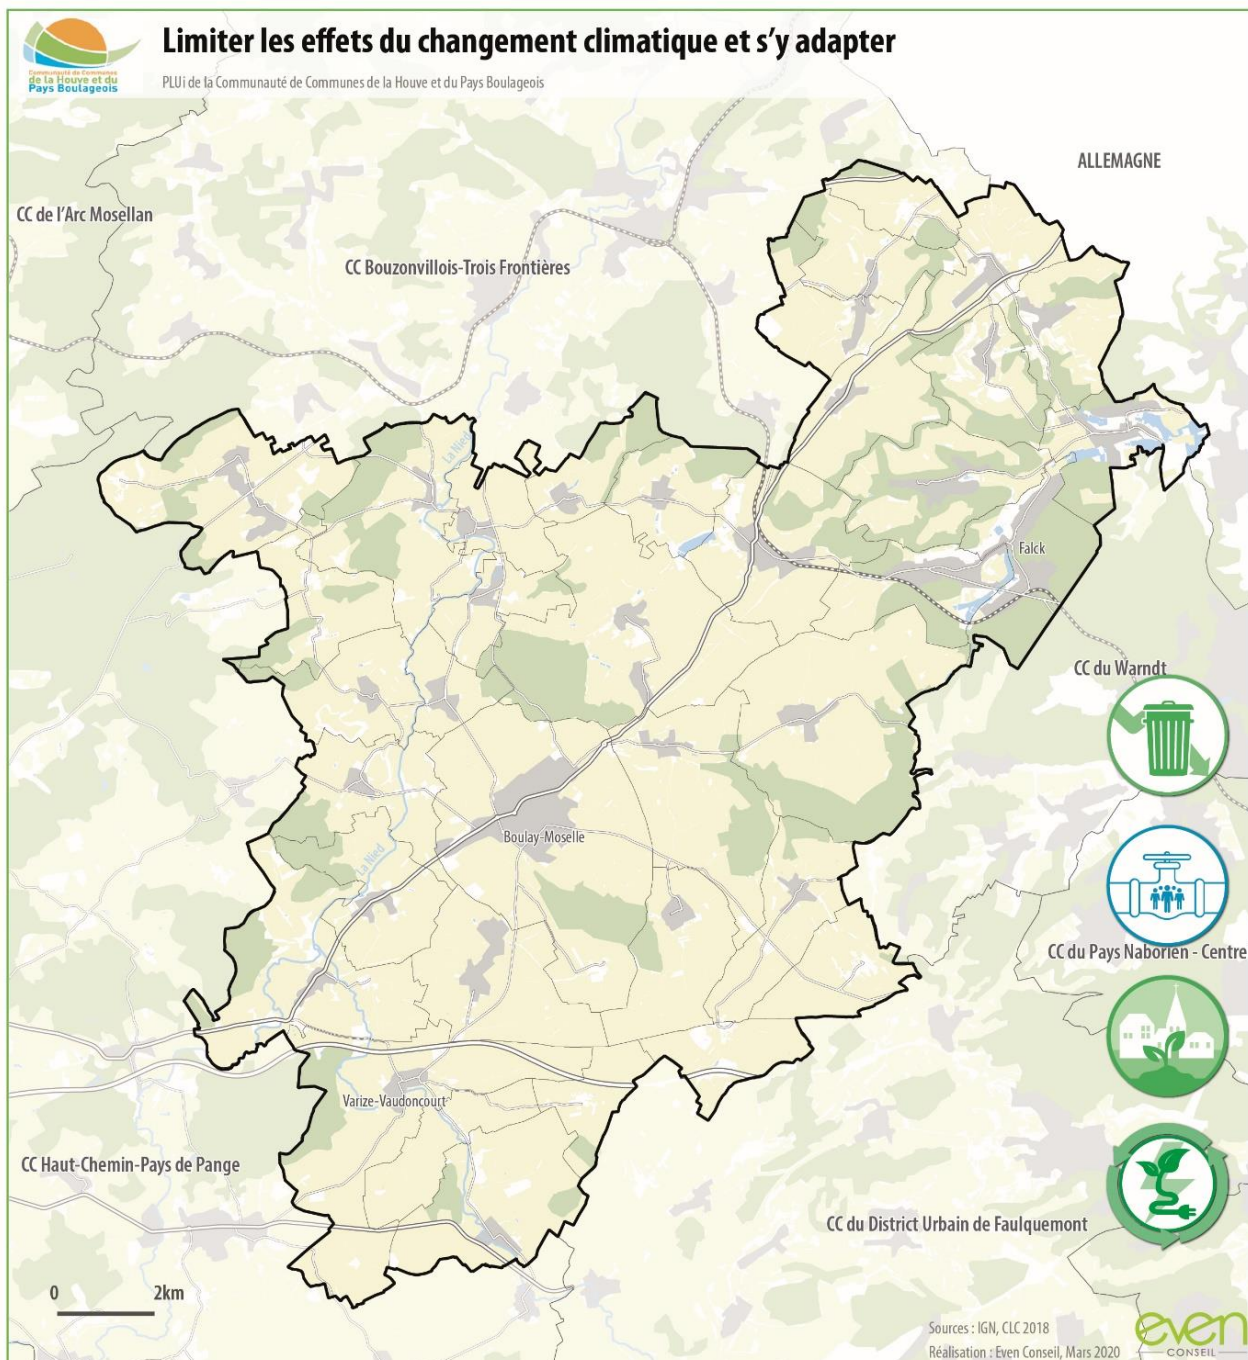 Limiter les effets du changement climatique et s'y adapter
Communauté de Communes
de la Houve et du
Pays Boulageois
PLUi de la Communauté de Communes de la Houve et du Pays Boulageois
ALLEMAGNE
CC de l'Arc Mosellan
CC Bouzonvillois-Trois Frontières
La Nied
Falck
CC du Warndt
Boulay-Moselle
La Nied
CC du Pays Naborien - Centre
Varize-Vaudoncourt
CC Haut-Chemin-Pays de Pange
CC du District Urbain de Faulquemont
0 2km
Sources : IGN, CLC 2018
Réalisation : Even Conseil, Mars 2020
even
CONSEIL